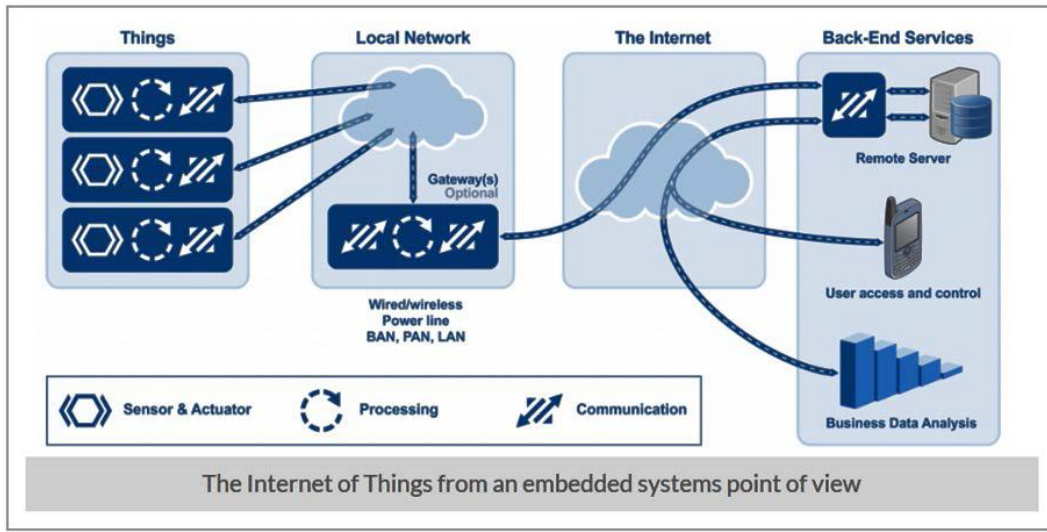 Things
Local Network
The Internet
Back-End Services
Gateway(s)
Optional
Remote Server
User access and control
Wired/wireless
Power line
BAN, PAN, LAN
Sensor & Actuator
Processing
Communication
Business Data Analysis
The Internet of Things from an embedded systems point of view